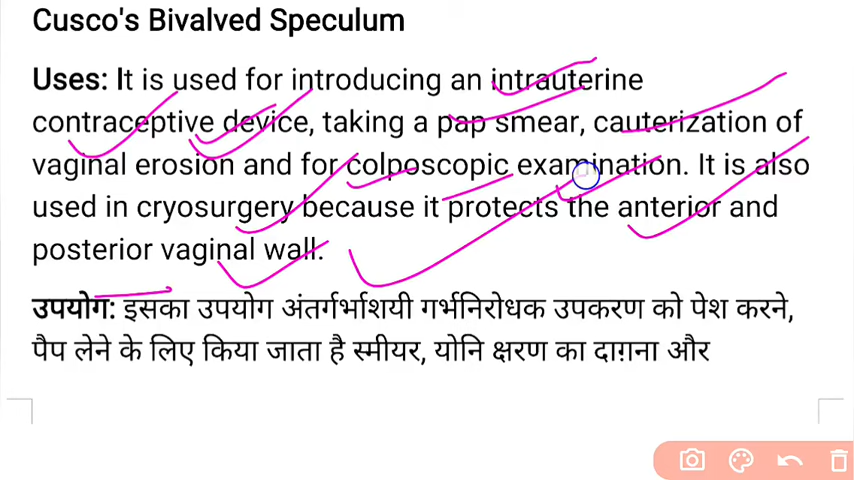 Cusco's Bivalved Speculum
Uses: It is used for introducing an intrauterine
contraceptive device, taking a pap smear, cauterization of
vaginal erosion and for colposcopic examination. It is also
used in cryosurgery because it protects the anterior and
posterior vaginal wall.
उपयोग: इसका उपयोग अंतर्गर्भाशयी गर्भनिरोधक उपकरण को पेश करने,
पैप लेने के लिए किया जाता है स्मीयर, योनि क्षरण का दाग़ना और